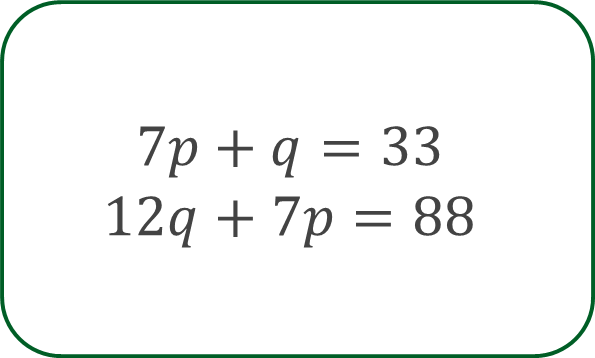 7p + q = 33
12q + 7p = 88